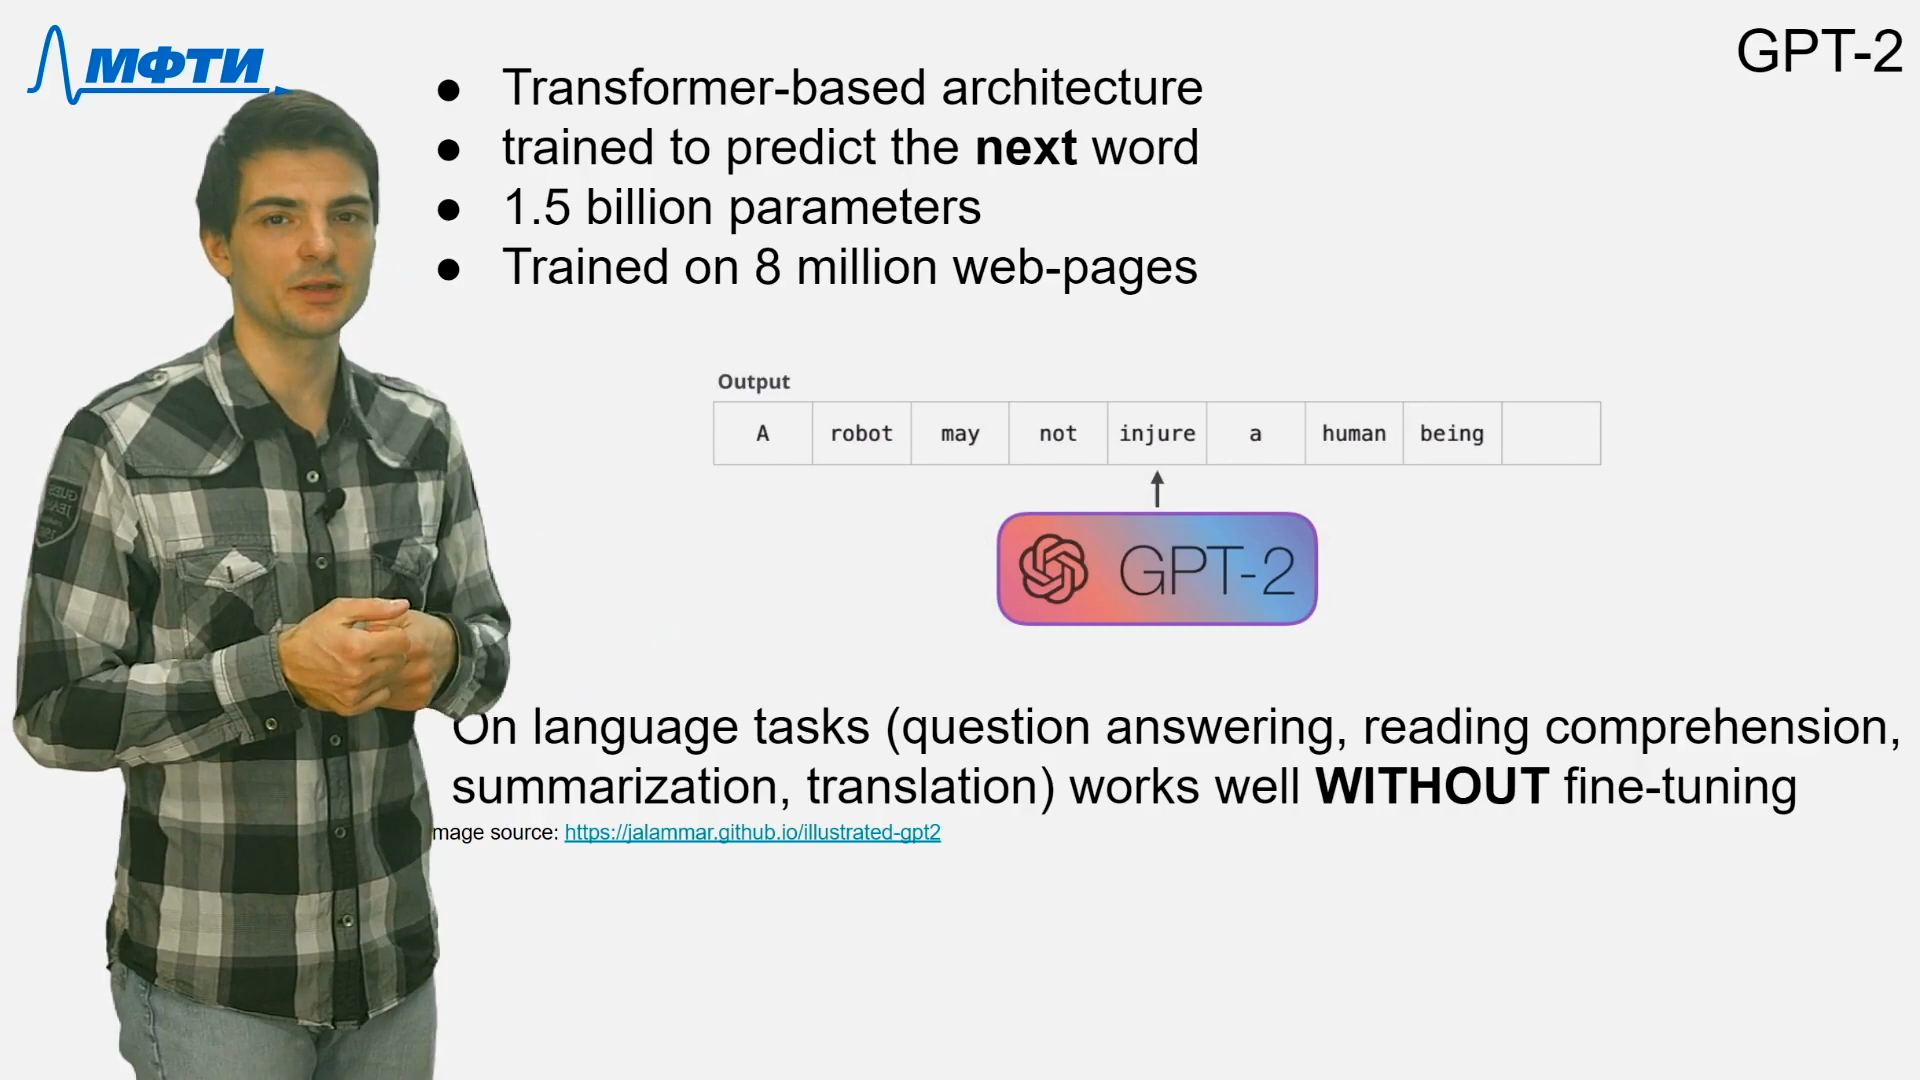 МФТИ
GPT-2
● Transformer-based architecture
● trained to predict the next word
● 1.5 billion parameters
● Trained on 8 million web-pages
Output
A robot may not injure a human being
GPT-2
On language tasks (question answering, reading comprehension,
summarization, translation) works well WITHOUT fine-tuning
mage source: https://jalammar.github.io/illustrated-gpt2